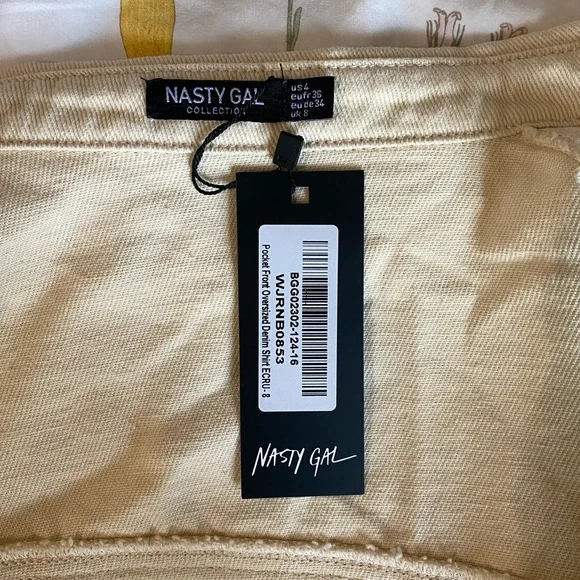 NASTY GAL
COLLECTION
us 4
eu fr 36
eu de 34
uk 8
BGG02302-124-16
WJRNB0853
Pocket Front Oversized Denim Shirt ECRU- 8
NASTY GAL